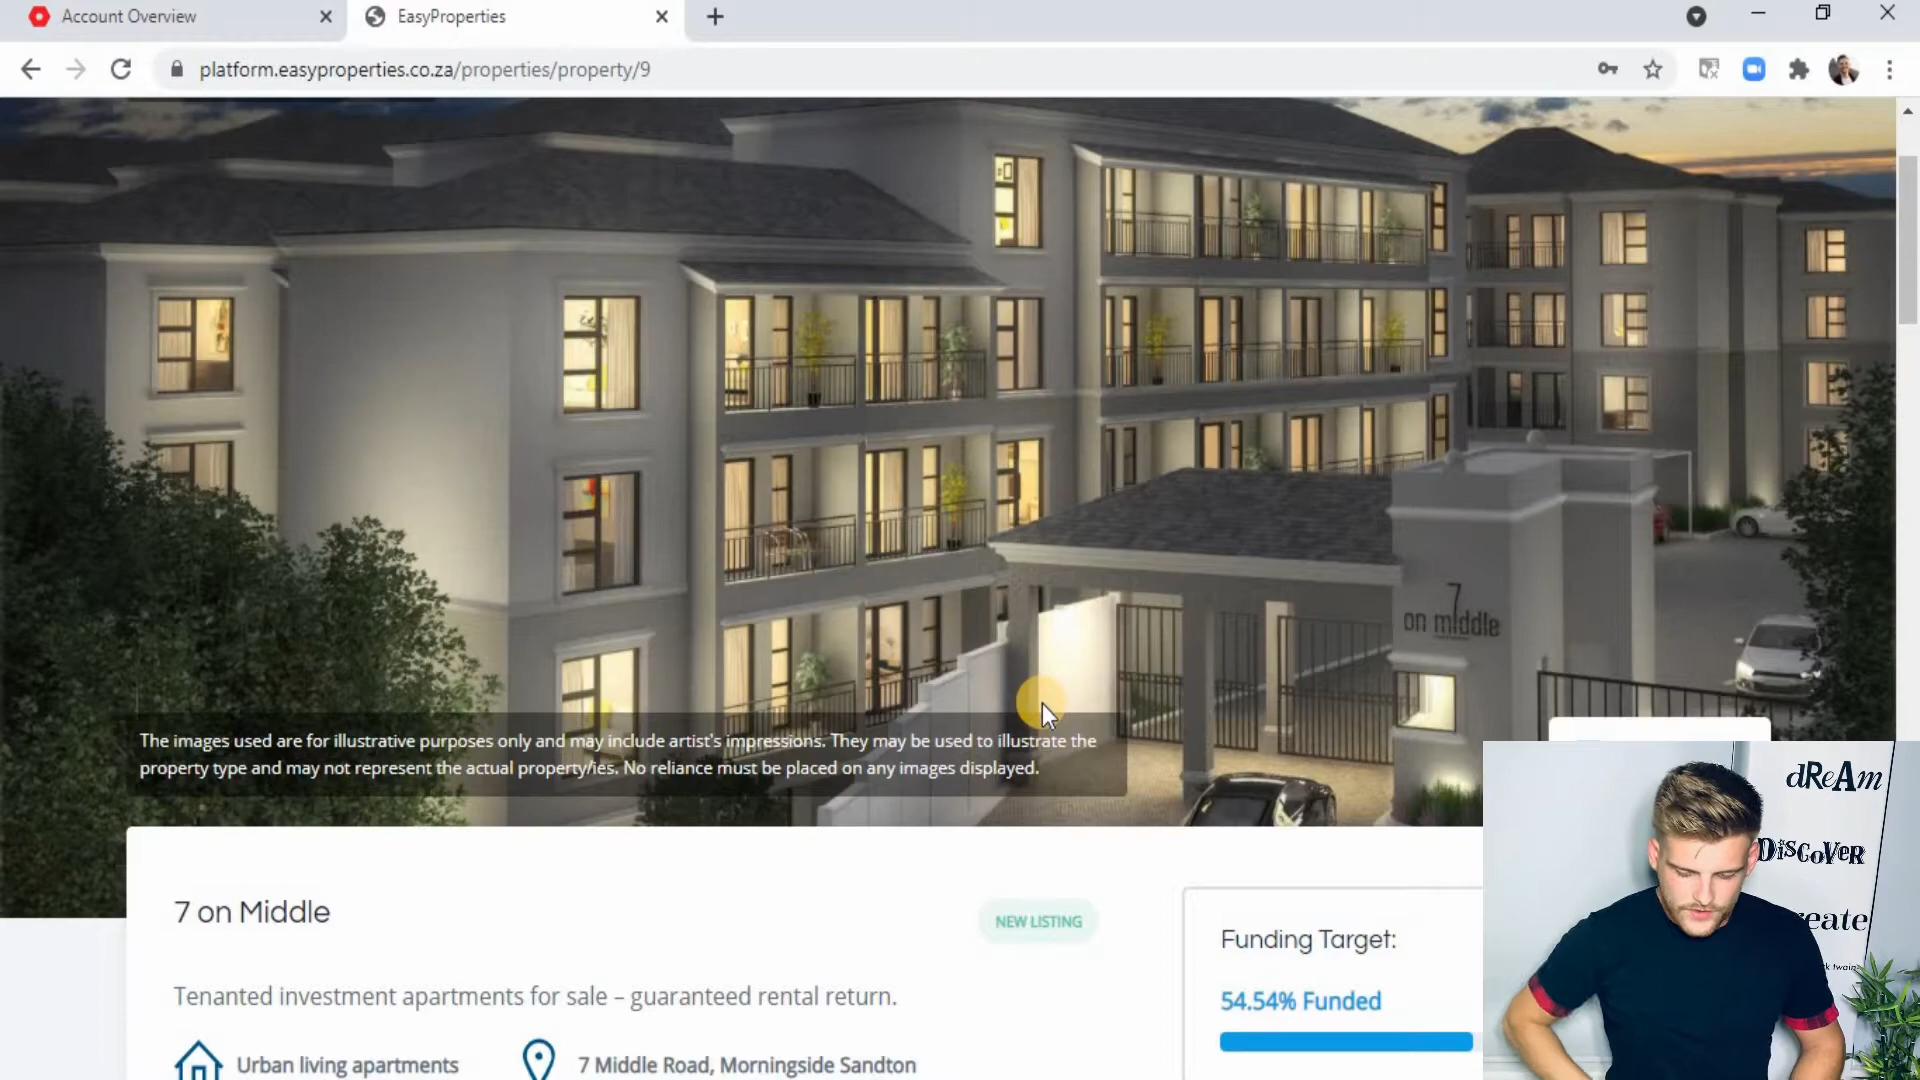 Account Overview
EasyProperties
platform.easyproperties.co.za/properties/property/9
7
on middle
The images used are for illustrative purposes only and may include artist's impressions. They may be used to illustrate the
property type and may not represent the actual property/ies. No reliance must be placed on any images displayed.
7 on Middle
NEW LISTING
Tenanted investment apartments for sale – guaranteed rental return.
Urban living apartments
7 Middle Road, Morningside Sandton
Funding Target:
54.54% Funded
dReAm
DiscoVeR
reate
k twain